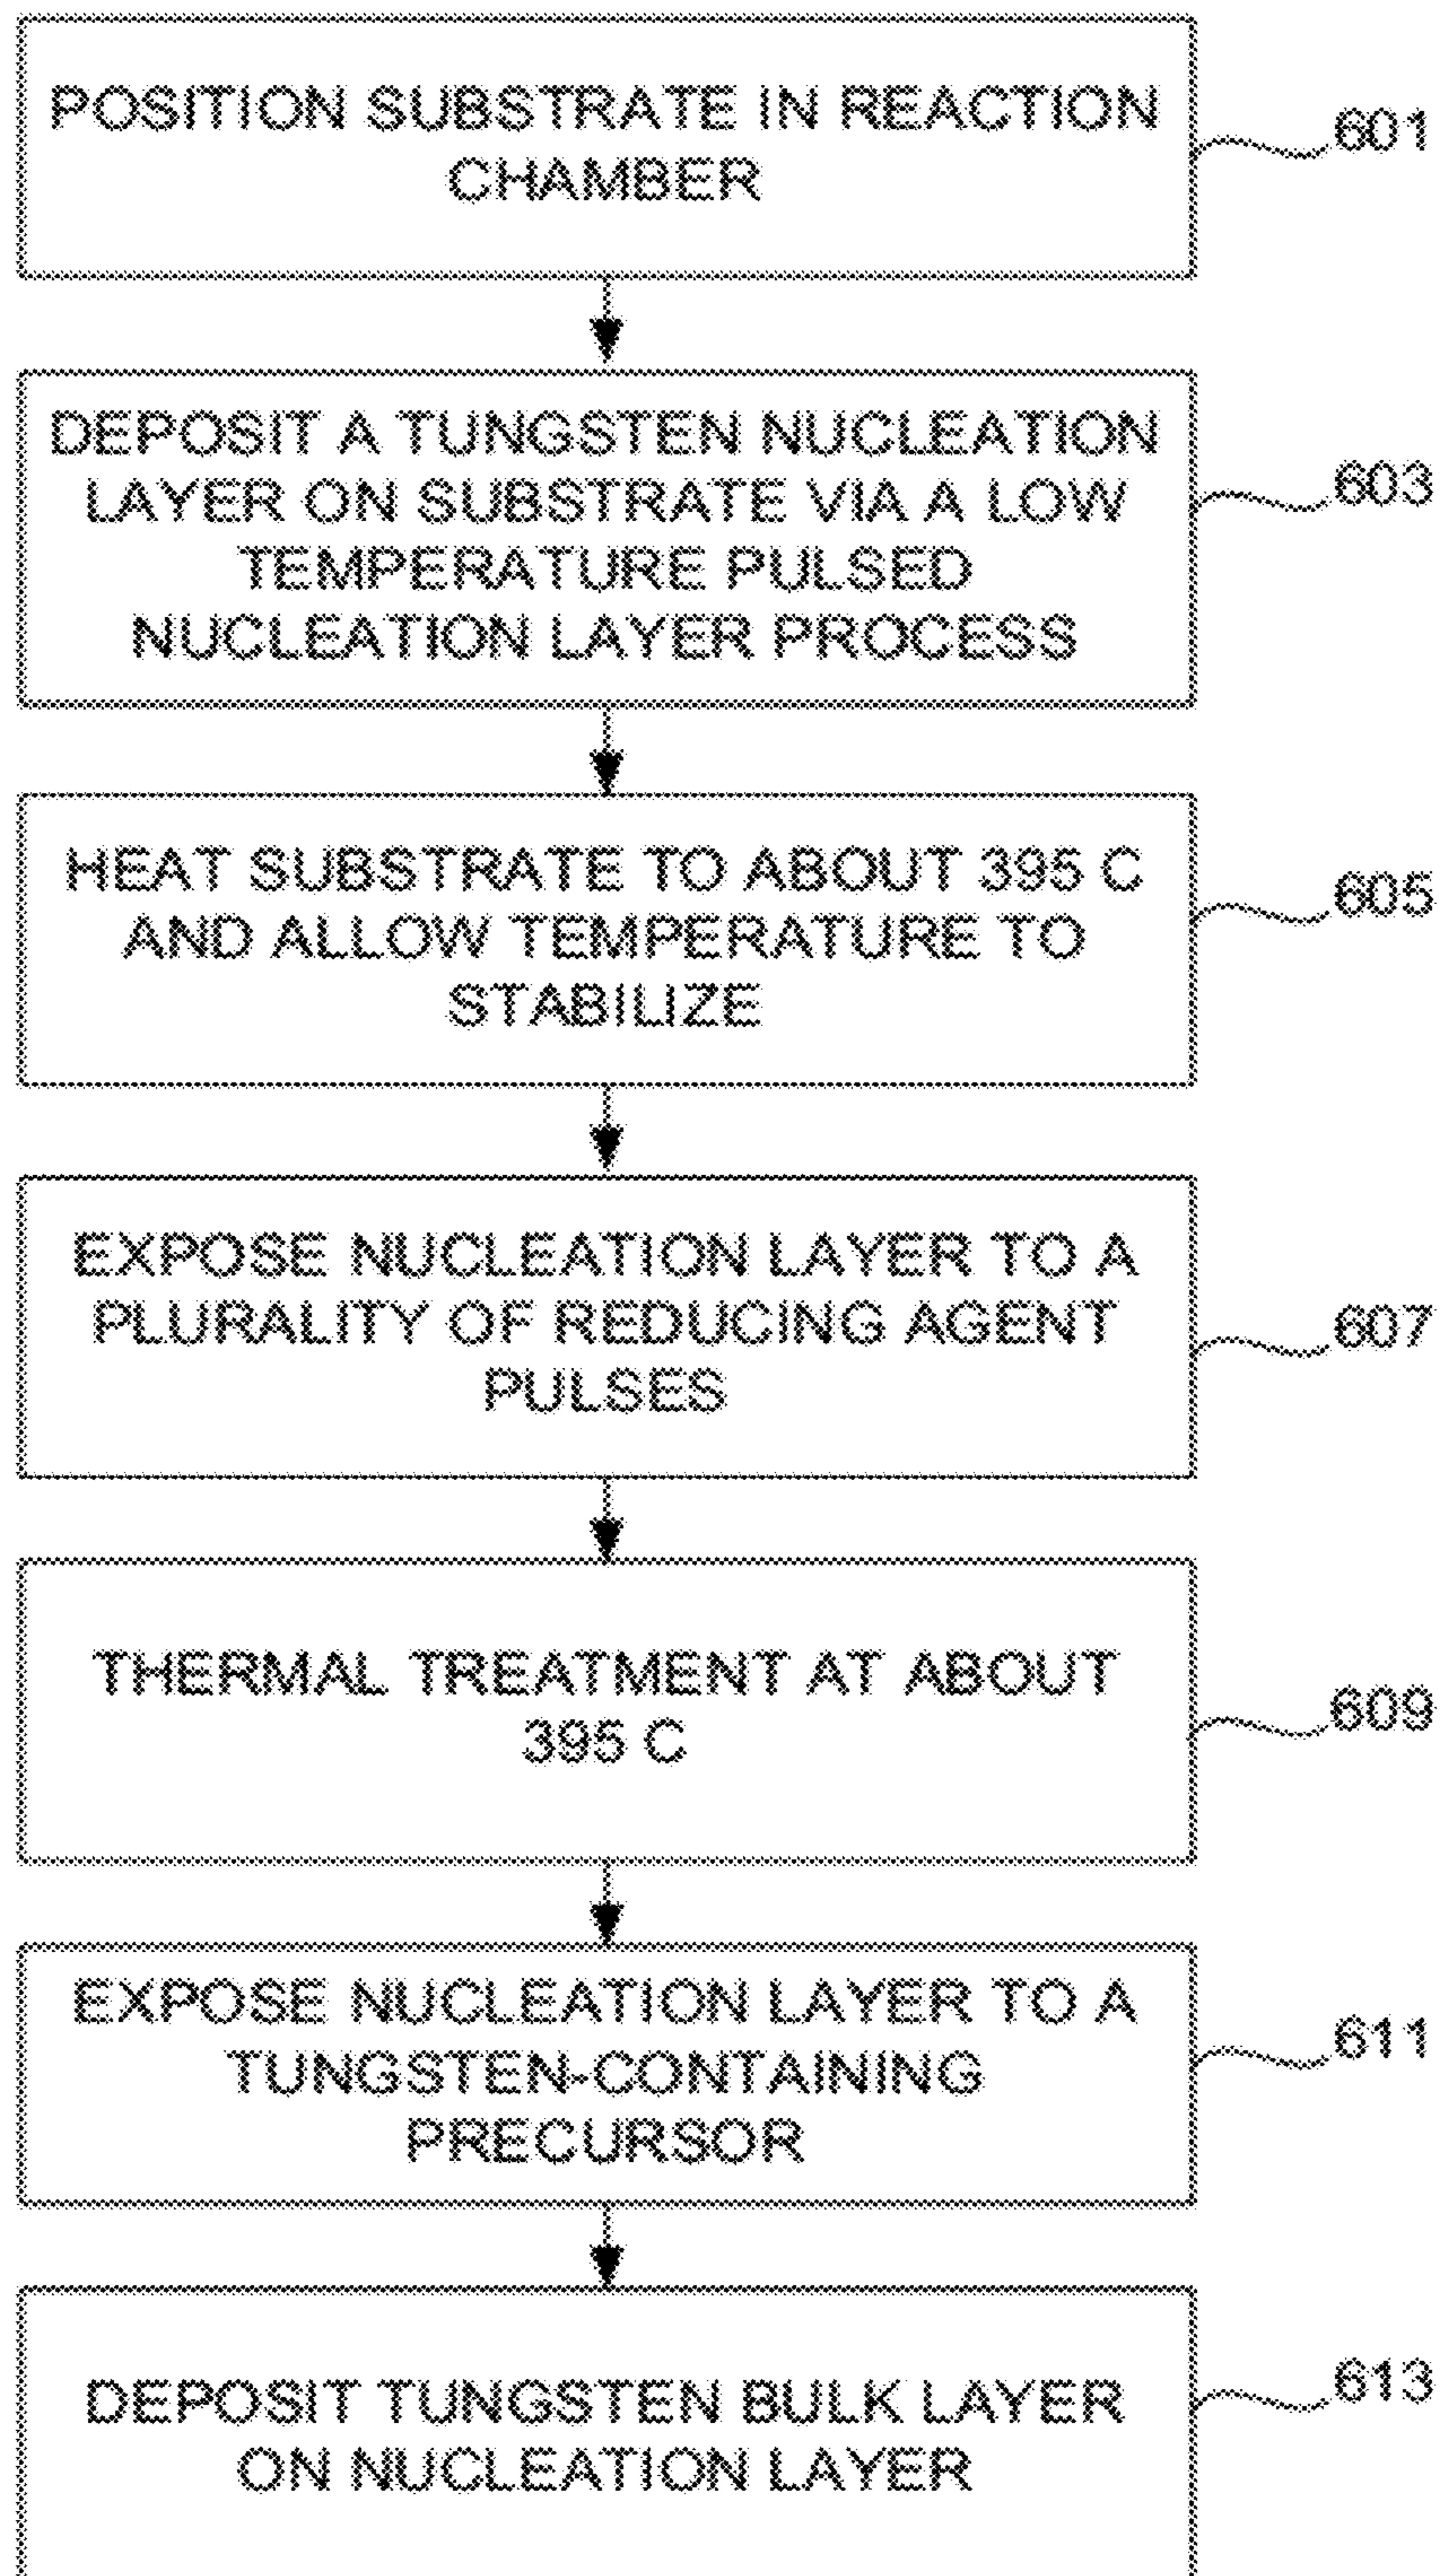 POSITION SUBSTRATE IN REACTION
CHAMBER
601
DEPOSIT A TUNGSTEN NUCLEATION
LAYER ON SUBSTRATE VIA A LOW
TEMPERATURE PULSED
NUCLEATION LAYER PROCESS
603
HEAT SUBSTRATE TO ABOUT 395 C
AND ALLOW TEMPERATURE TO
STABILIZE
605
EXPOSE NUCLEATION LAYER TO A
PLURALITY OF REDUCING AGENT
PULSES
607
THERMAL TREATMENT AT ABOUT
395 C
609
EXPOSE NUCLEATION LAYER TO A
TUNGSTEN-CONTAINING
PRECURSOR
611
DEPOSIT TUNGSTEN BULK LAYER
ON NUCLEATION LAYER
613